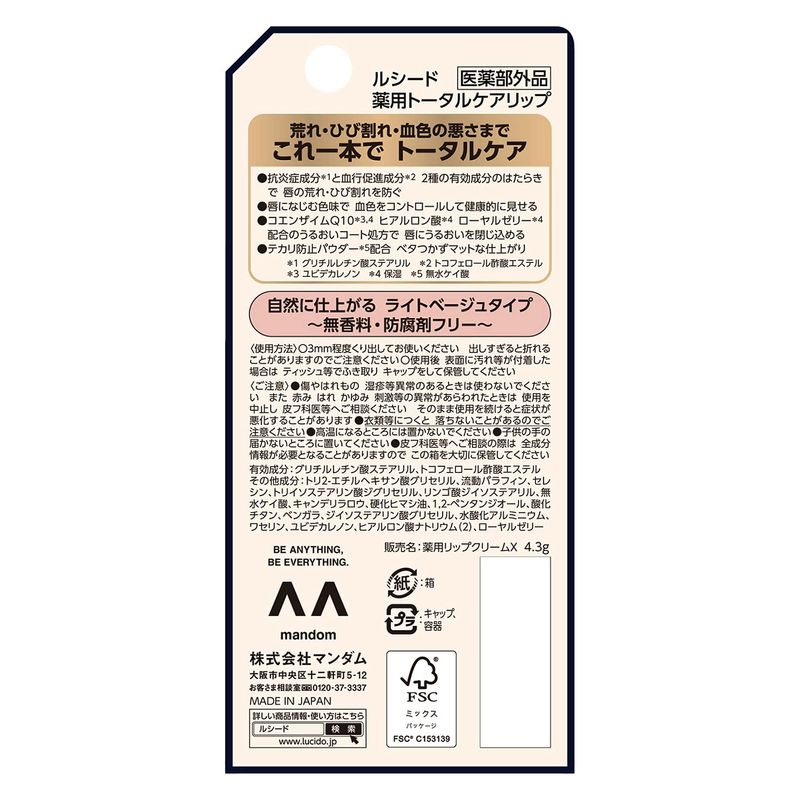 ルシード 医薬部外品
薬用トータルケアリップ
荒れ・ひび割れ・血色の悪さまで
これ一本で トータルケア
●抗炎症成分*1と血行促進成分*2 2種の有効成分のはたらき
で 唇の荒れ・ひび割れを防ぐ
●唇になじむ色味で 血色をコントロールして健康的に見せる
●コエンザイムQ10*3,4 ヒアルロン酸*4 ローヤルゼリー*4
配合のうるおいコート処方で 唇にうるおいを閉じ込める
●テカリ防止パウダー*5配合 ベタつかずマットな仕上がり
*1 グリチルレチン酸ステアリル *2 トコフェロール酢酸エステル
*3 ユビデカレノン *4 保湿 *5 無水ケイ酸
自然に仕上がる ライトベージュタイプ
～無香料・防腐剤フリー～
〈使用方法〉○3mm程度くり出してお使いください 出しすぎると折れる
ことがありますのでご注意ください○使用後 表面に汚れ等が付着した
場合は ティッシュ等でふき取り キャップをして保管してください
〈ご注意〉●傷やはれもの 湿疹等異常のあるときは使わないでくださ
い また 赤み はれ かゆみ 刺激等の異常があらわれたときは 使用を
中止し 皮フ科医等へご相談ください そのまま使用を続けると症状が
悪化することがあります●衣類等につくと 落ちないことがあるのでご
注意ください●高温になるところには置かないでください●子供の手の
届かないところに置いてください●皮フ科医等へご相談の際は 全成分
情報が必要となることがありますので この箱を大切に保管してください
有効成分:グリチルレチン酸ステアリル、トコフェロール酢酸エステル
その他成分:トリ2-エチルヘキサン酸グリセリル、流動パラフィン、セレ
シン、トリイソステアリン酸ジグリセリル、リンゴ酸ジイソステアリル、無
水ケイ酸、キャンデリラロウ、硬化ヒマシ油、1,2-ペンタンジオール、酸化
チタン、ベンガラ、ジイソステアリン酸グリセリル、水酸化アルミニウム、
ワセリン、ユビデカレノン、ヒアルロン酸ナトリウム(2)、ローヤルゼリー
販売名:薬用リップクリームX 4.3g
BE ANYTHING,
BE EVERYTHING.
mandom
紙:箱
プラ:キャップ、
容器
株式会社マンダム
大阪市中央区十二軒町5-12
お客さま相談室 0120-37-3337
MADE IN JAPAN
詳しい商品情報・使い方はこちら
ルシード 検索
www.lucido.jp
FSC
ミックス
パッケージ
FSC® C153139